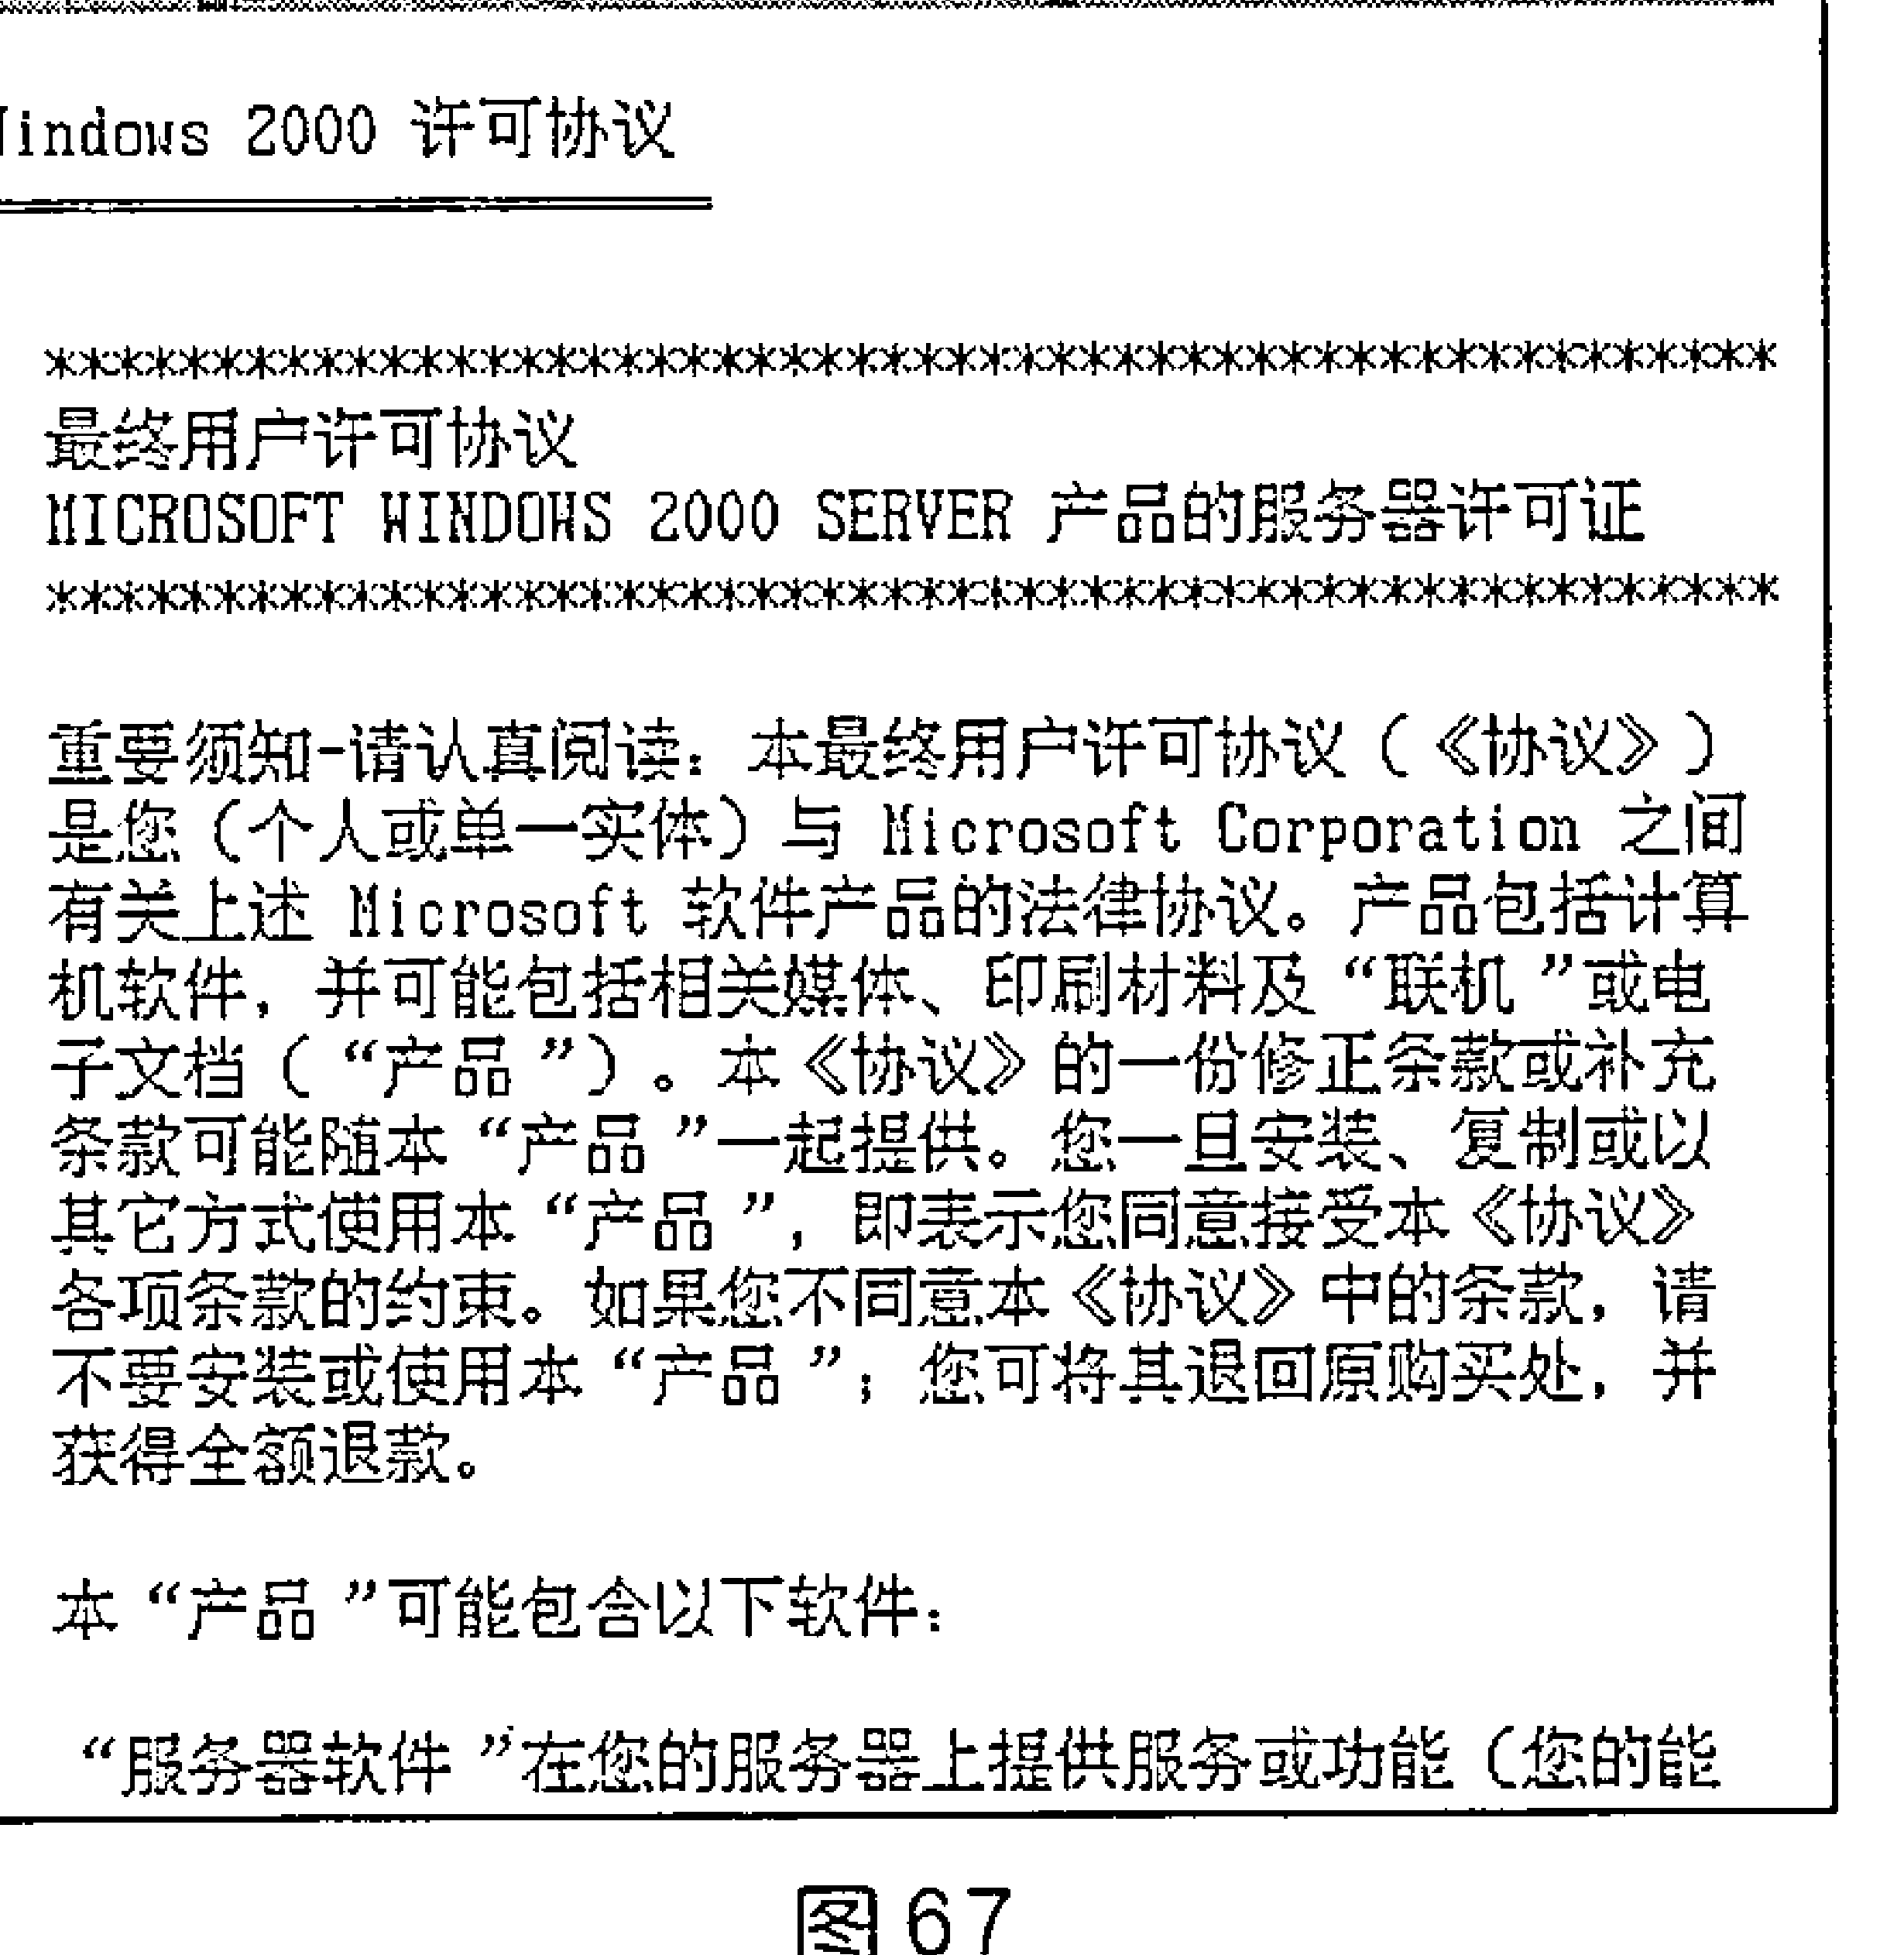 Windows 2000 许可协议
****************************************************
最终用户许可协议
MICROSOFT WINDOWS 2000 SERVER 产品的服务器许可证
****************************************************
重要须知-请认真阅读：本最终用户许可协议（《协议》）
是您（个人或单一实体）与 Microsoft Corporation 之间
有关上述 Microsoft 软件产品的法律协议。产品包括计算
机软件，并可能包括相关媒体、印刷材料及“联机”或电
子文档（“产品”）。本《协议》的一份修正条款或补充
条款可能随本“产品”一起提供。您一旦安装、复制或以
其它方式使用本“产品”，即表示您同意接受本《协议》
各项条款的约束。如果您不同意本《协议》中的条款，请
不要安装或使用本“产品”；您可将其退回原购买处，并
获得全额退款。
本“产品”可能包含以下软件：
“服务器软件”在您的服务器上提供服务或功能（您的能
图67